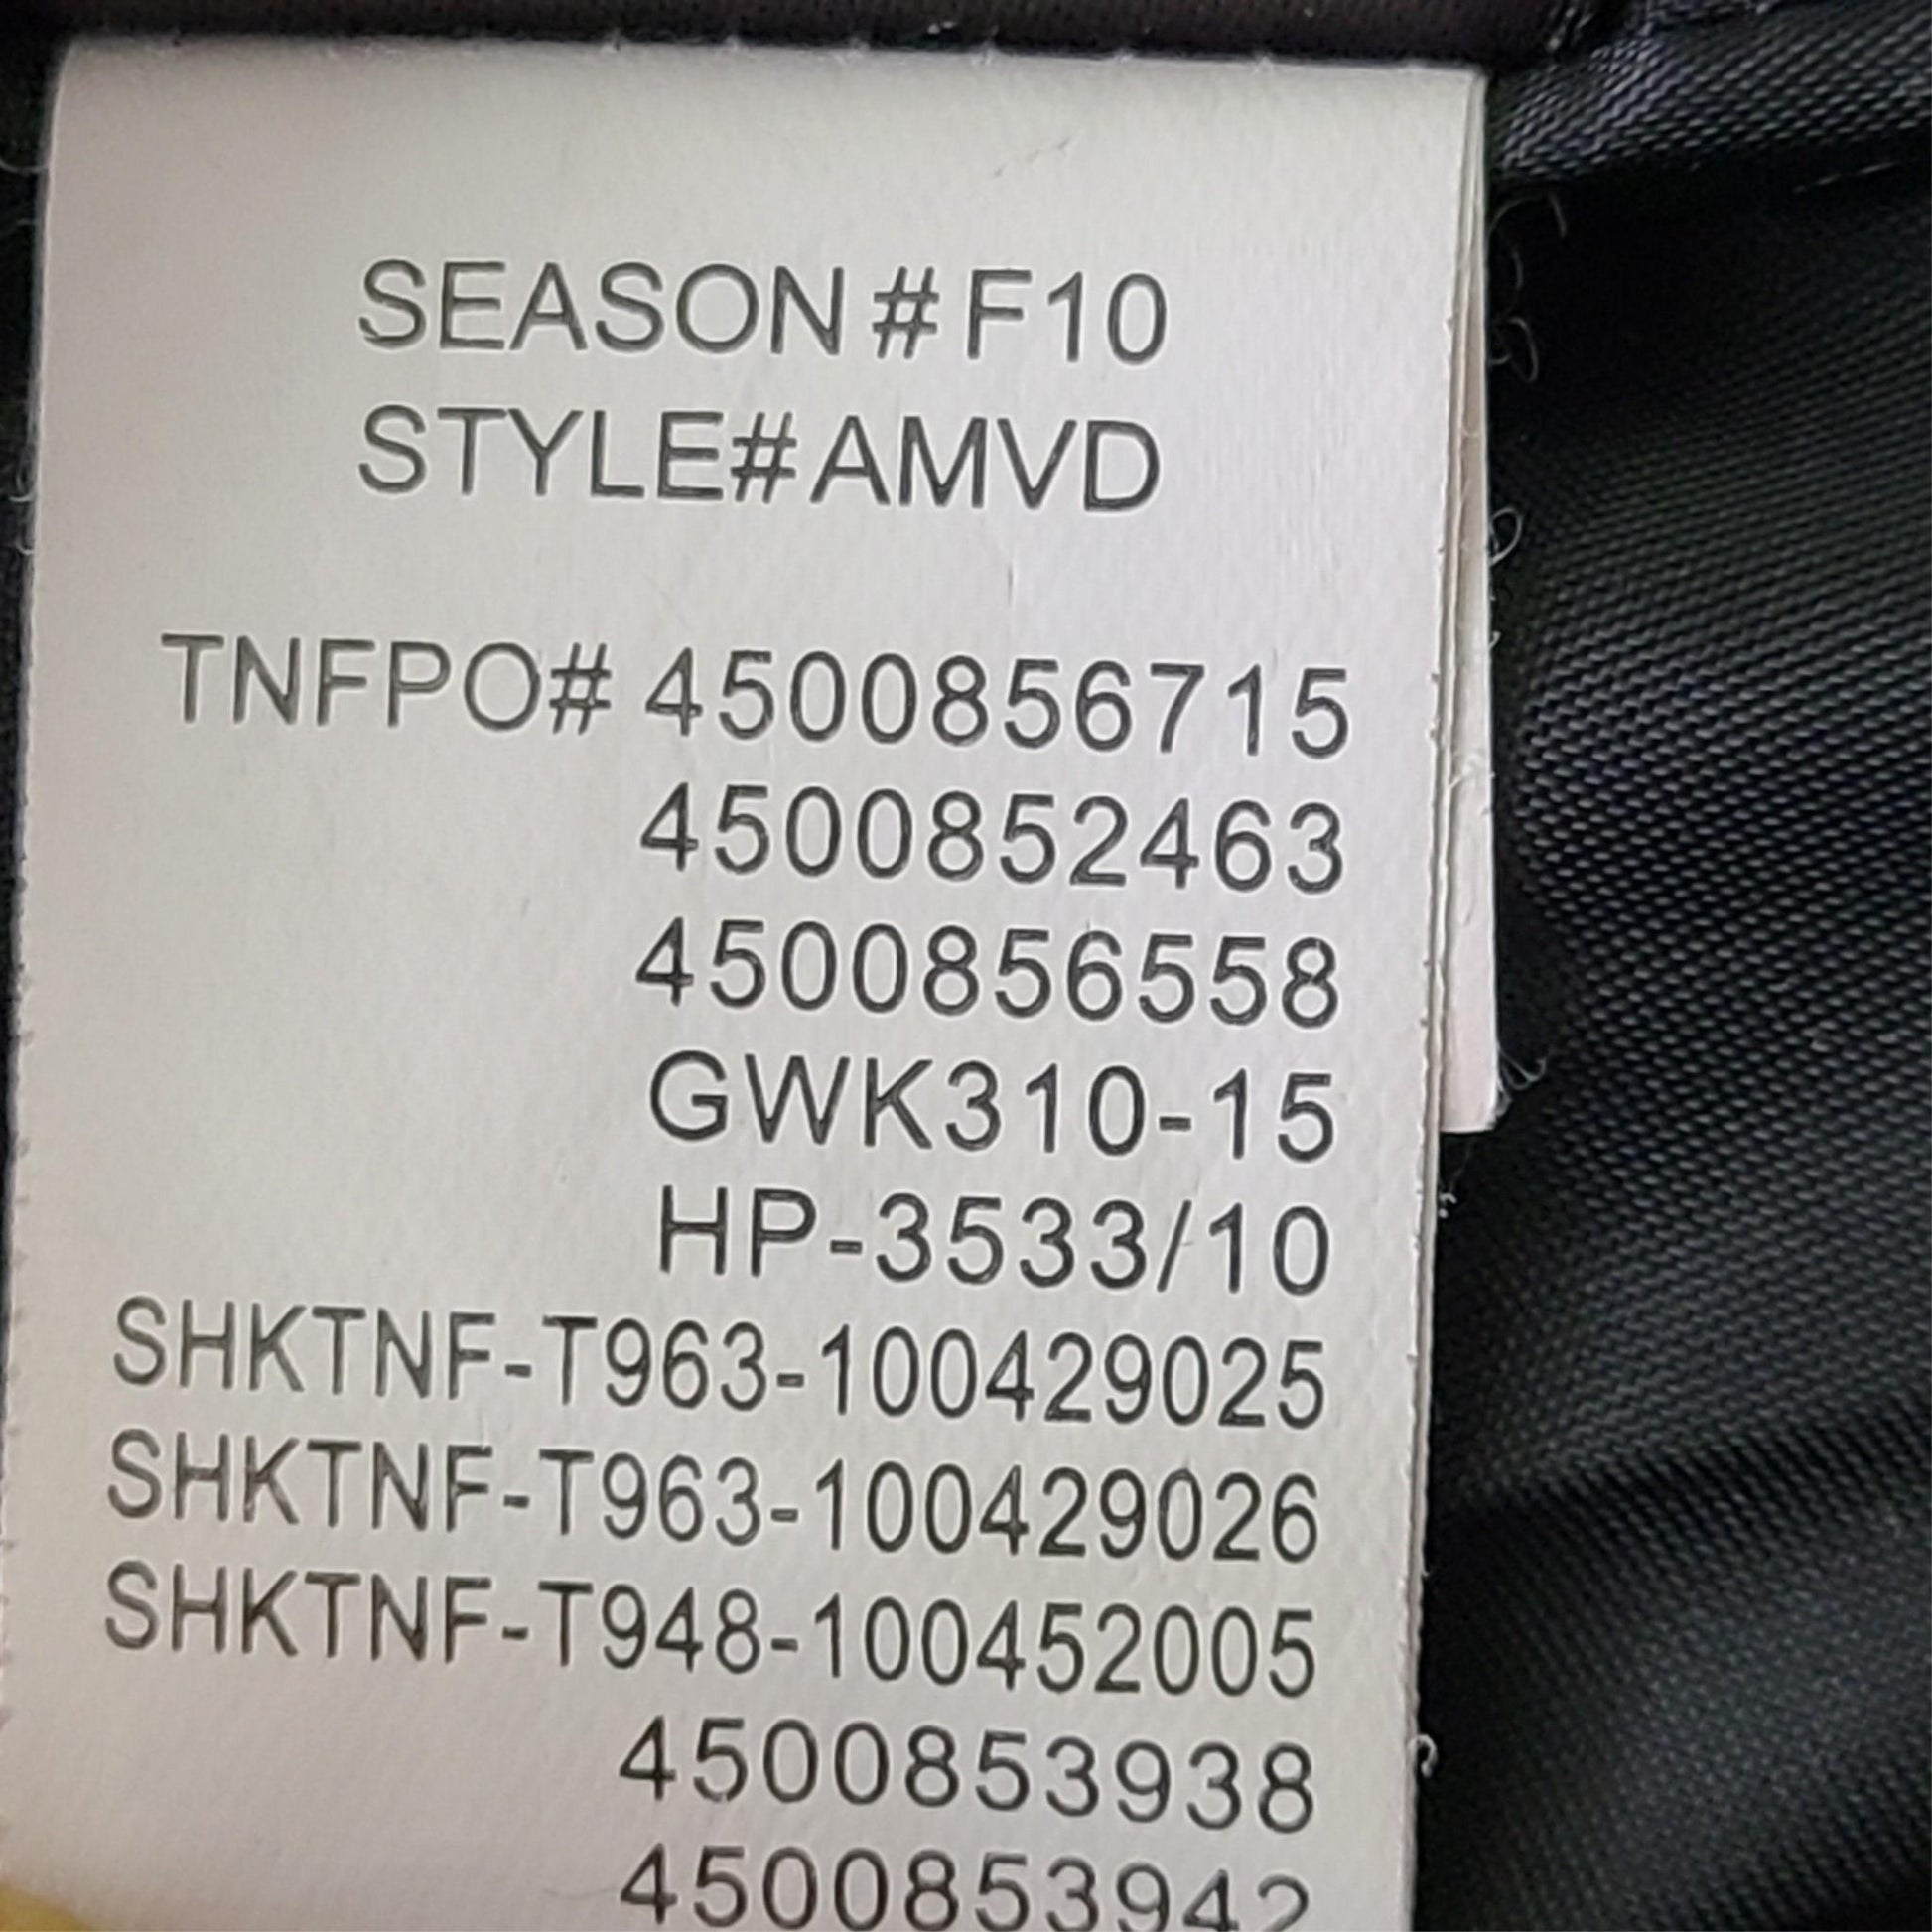 SEASON # F10
STYLE# AMVD
TNFPO# 4500856715
4500852463
4500856558
GWK310-15
HP-3533/10
SHKTNF-T963-100429025
SHKTNF-T963-100429026
SHKTNF-T948-100452005
4500853938
4500853942